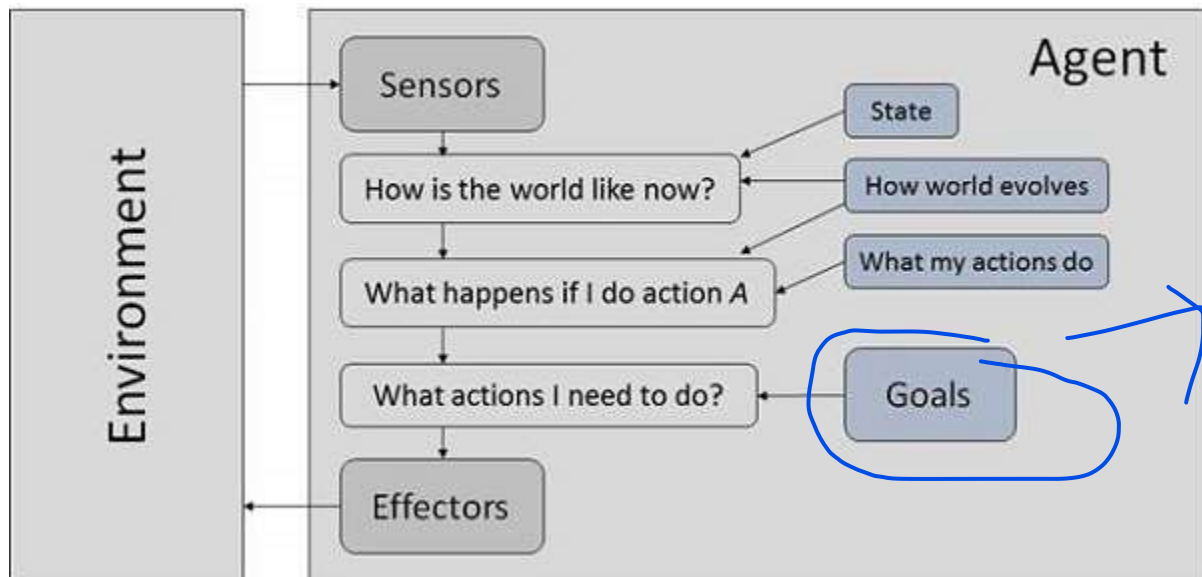 Agent
Sensors
State
How is the world like now?
How world evolves
What my actions do
What happens if I do action A
What actions I need to do?
Goals
Effectors
Environment